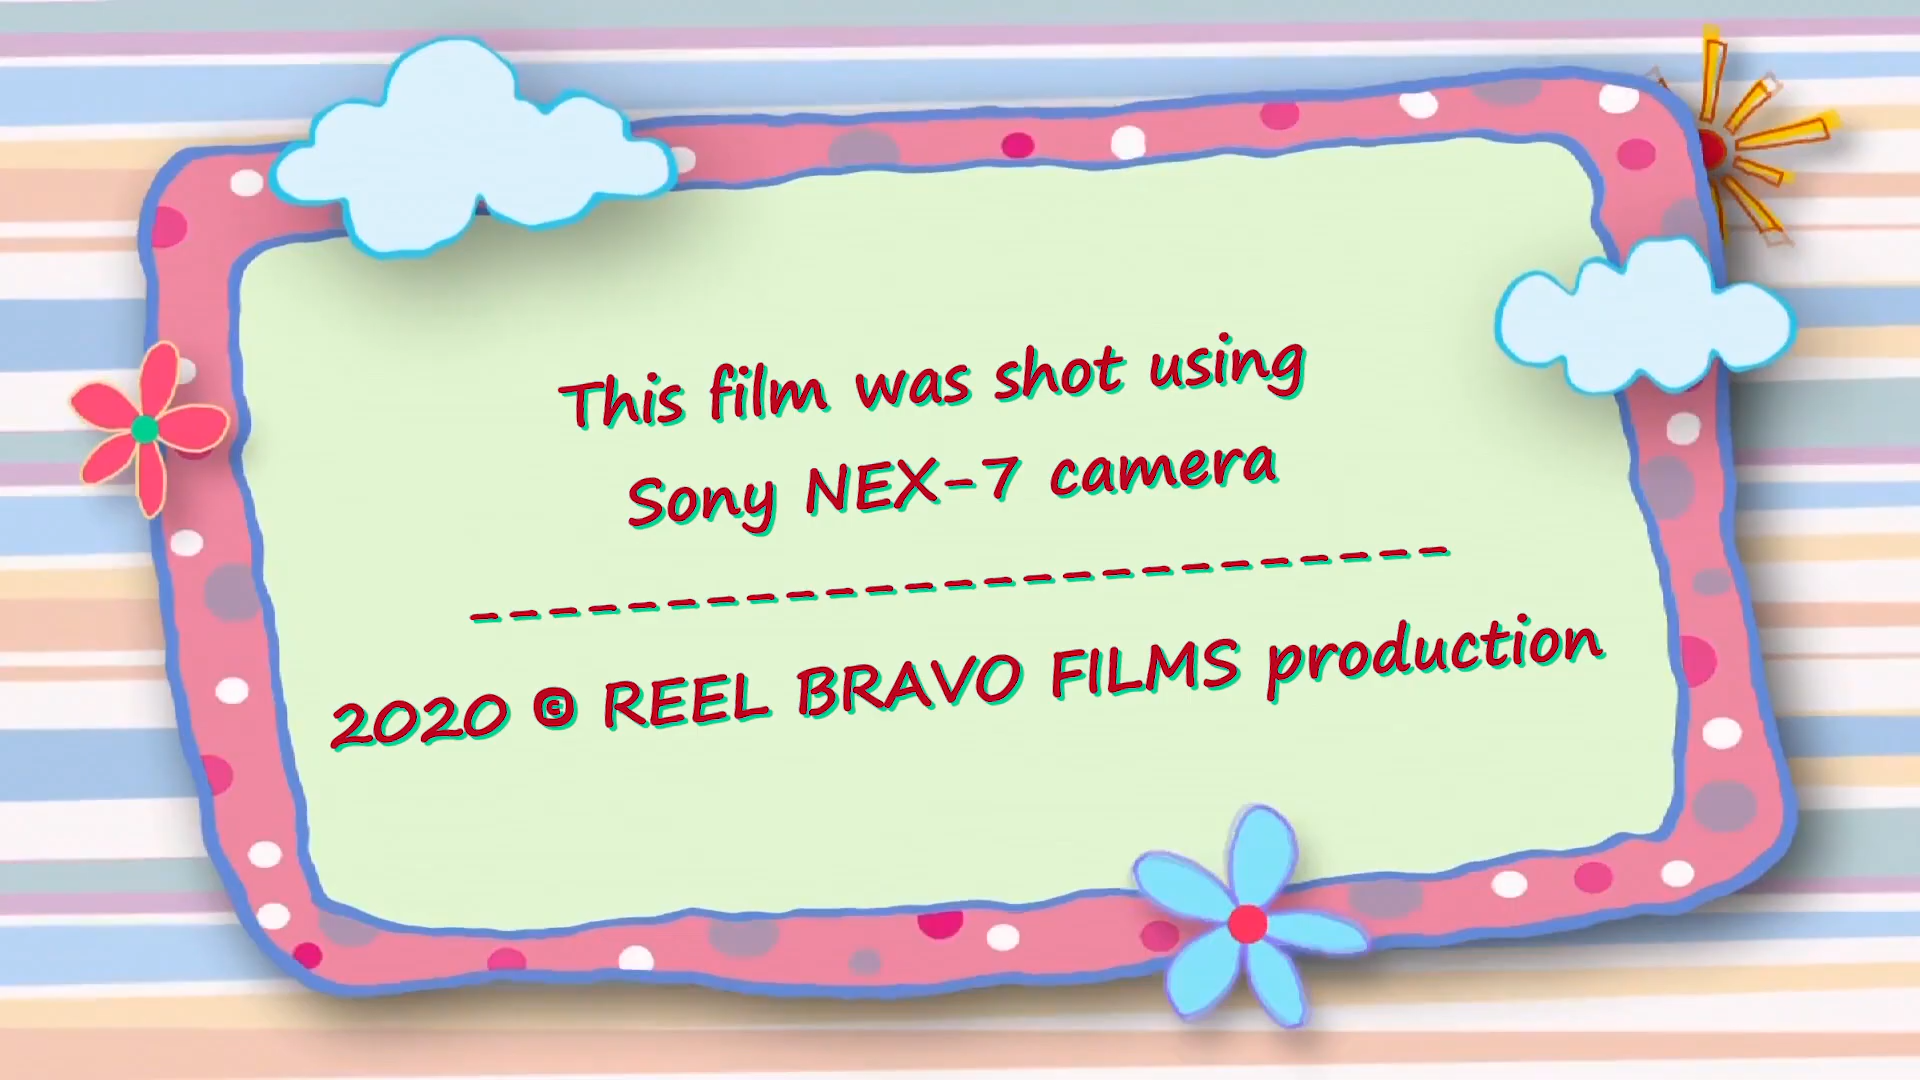 This film was shot using
Sony NEX-7 camera
-------------------------
2020 © REEL BRAVO FILMS production